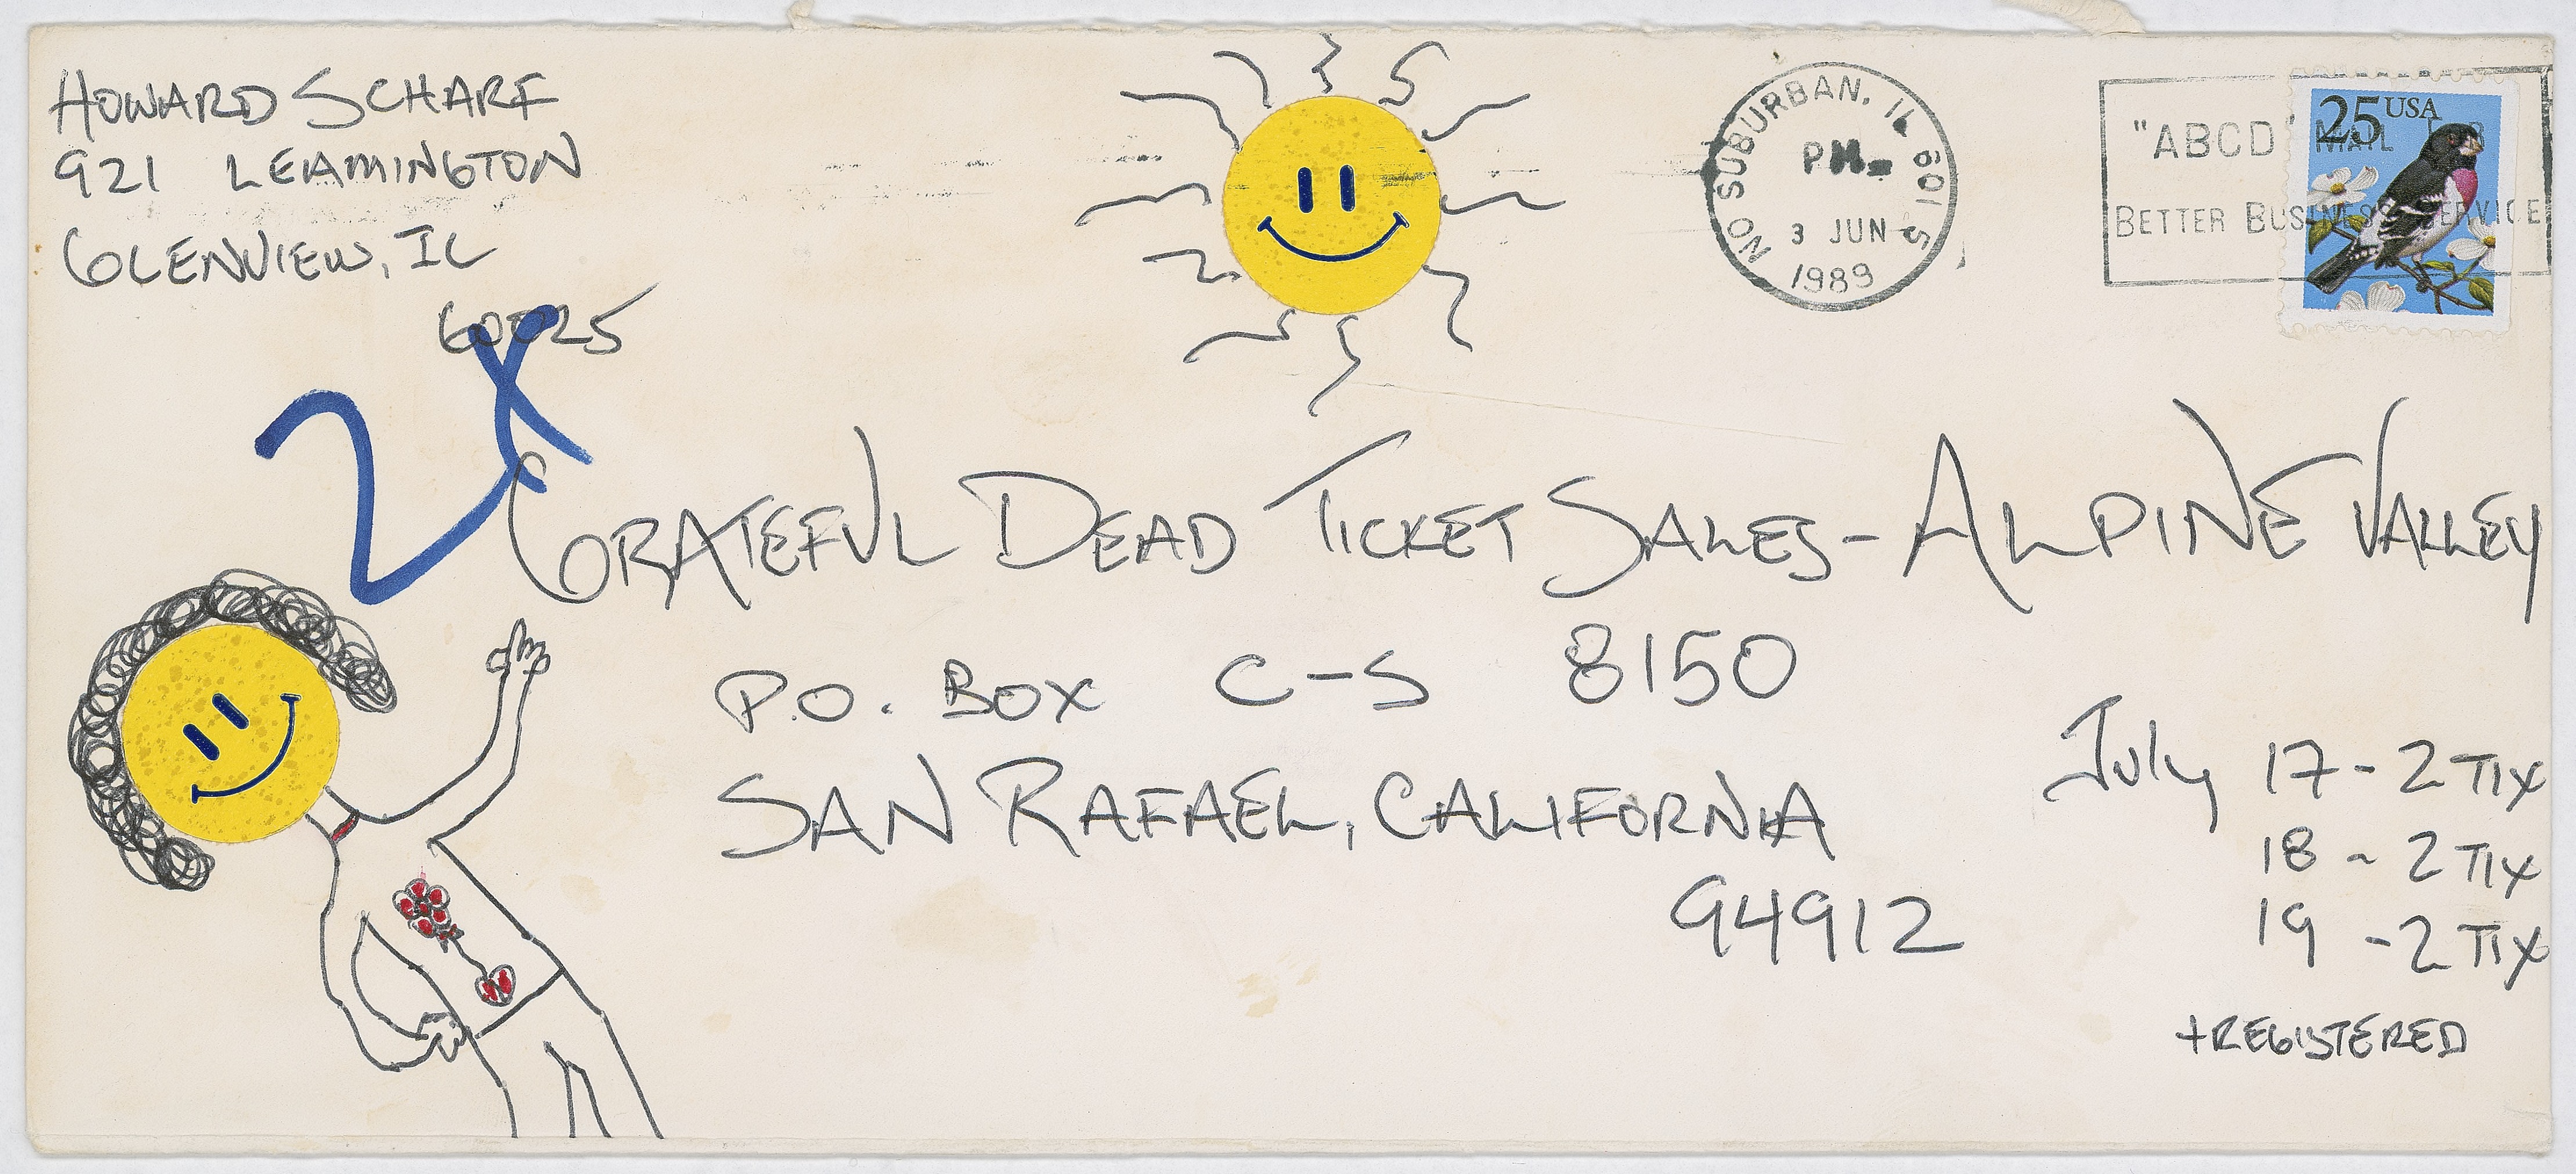 HOWARD SCHARF
921 LEAMINGTON
GLENVIEW, IL
60025
2X
NO SUBURBAN, IL 601 S
PM
3 JUN
1989
"ABCD" MAIL FOR
BETTER BUSINESS SERVICE
25 USA
GRATEFUL DEAD TICKET SALES - ALPINE VALLEY
P.O. BOX C-S 8150
SAN RAFAEL, CALIFORNIA
94912
July 17 - 2 TIX
18 - 2 TIX
19 - 2 TIX
+REGISTERED